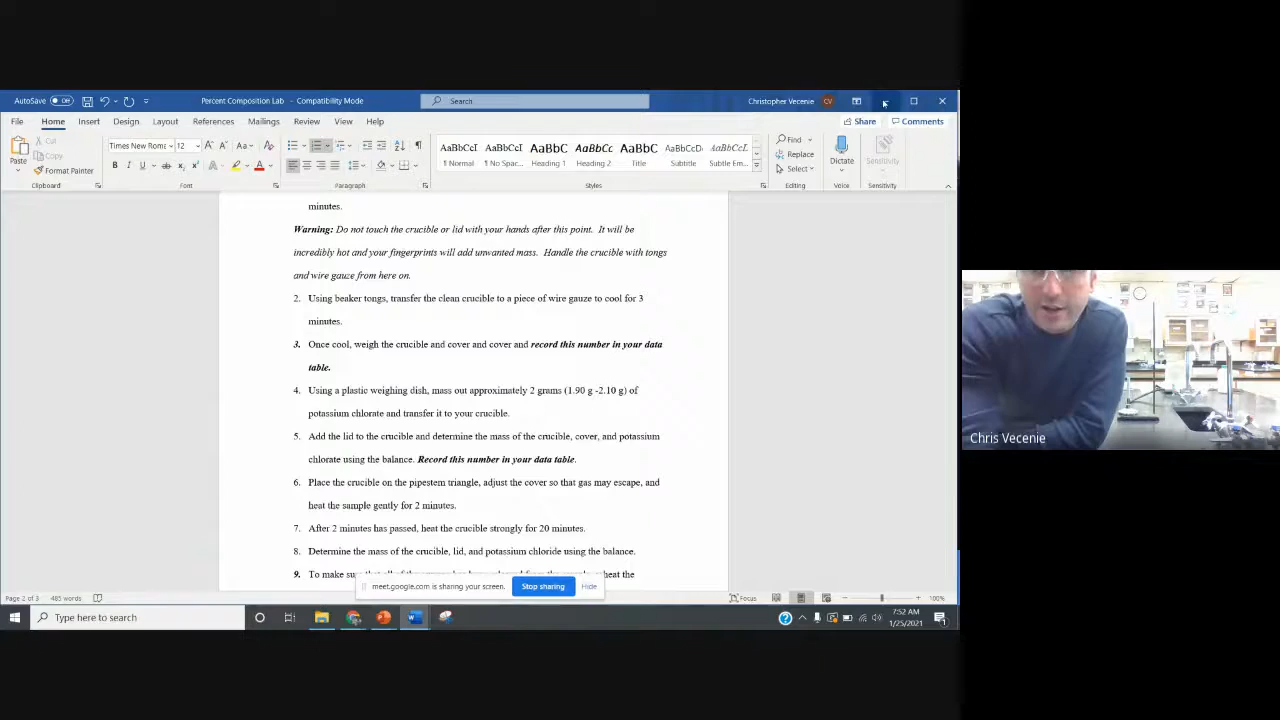 AutoSave Off Percent Composition Lab - Compatibility Mode Search Christopher Vecenie CV
File Home Insert Design Layout References Mailings Review View Help Share Comments
Paste Cut Copy Format Painter Clipboard
Times New Roma 12 Font
Paragraph
AaBbCcI AaBbCcI AaBbC AaBbCc AaBbC AaBbCcD AaBbCcL
¶ Normal ¶ No Spac... Heading 1 Heading 2 Title Subtitle Subtle Em...
Styles
Find Replace Select Editing
Dictate Voice
Sensitivity Sensitivity
minutes.
Warning: Do not touch the crucible or lid with your hands after this point. It will be
incredibly hot and your fingerprints will add unwanted mass. Handle the crucible with tongs
and wire gauze from here on.
2. Using beaker tongs, transfer the clean crucible to a piece of wire gauze to cool for 3
minutes.
3. Once cool, weigh the crucible and cover and cover and record this number in your data
table.
4. Using a plastic weighing dish, mass out approximately 2 grams (1.90 g -2.10 g) of
potassium chlorate and transfer it to your crucible.
5. Add the lid to the crucible and determine the mass of the crucible, cover, and potassium
chlorate using the balance. Record this number in your data table.
6. Place the crucible on the pipestem triangle, adjust the cover so that gas may escape, and
heat the sample gently for 2 minutes.
7. After 2 minutes has passed, heat the crucible strongly for 20 minutes.
8. Determine the mass of the crucible, lid, and potassium chloride using the balance.
9. To make heat the
meet.google.com is sharing your screen. Stop sharing Hide
Page 2 of 3 485 words Focus 100%
Type here to search 7:52 AM
1/25/2021
Chris Vecenie